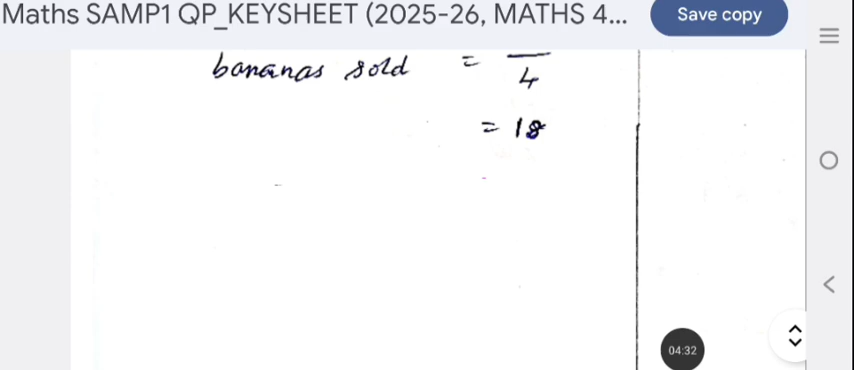 Maths SAMP1 QP_KEYSHEET (2025-26, MATHS 4...
Save copy
bananas sold = —
4
= 18
04:32